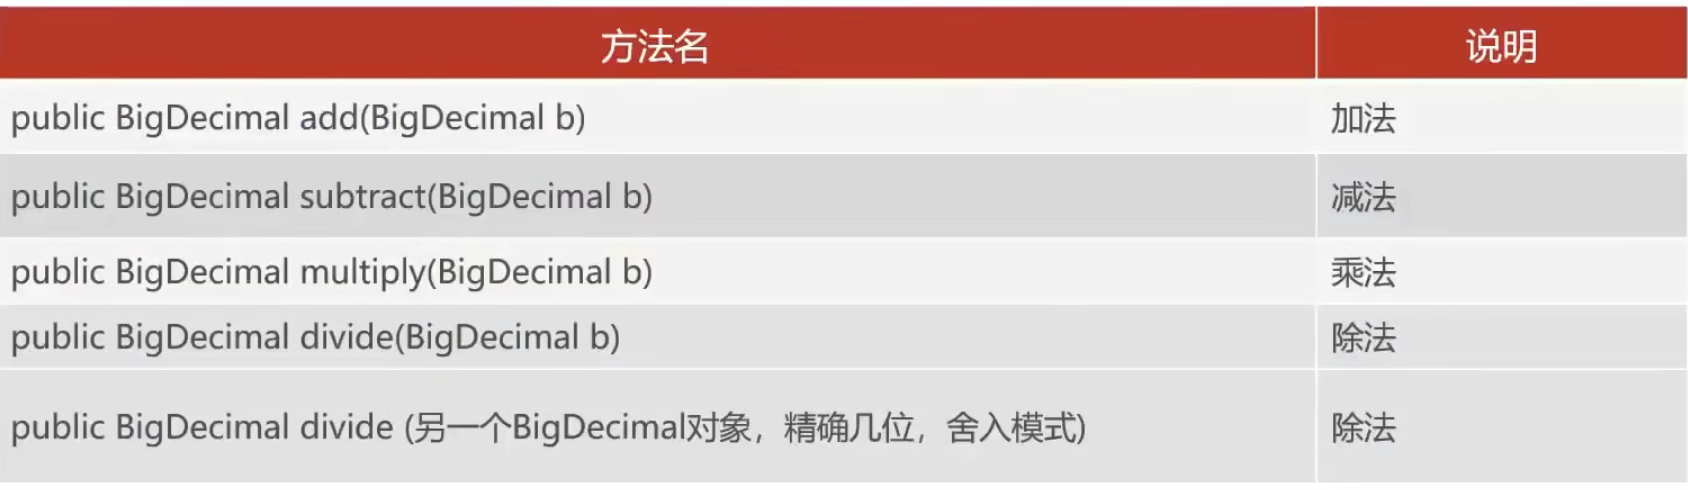 方法名 说明
public BigDecimal add(BigDecimal b) 加法
public BigDecimal subtract(BigDecimal b) 减法
public BigDecimal multiply(BigDecimal b) 乘法
public BigDecimal divide(BigDecimal b) 除法
public BigDecimal divide (另一个BigDecimal对象，精确几位，舍入模式) 除法